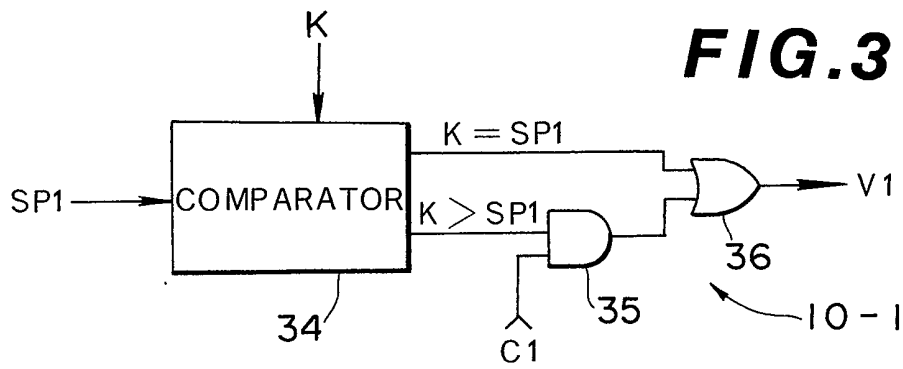 K
FIG.3
K = SP1
SP1
COMPARATOR
V1
K > SP1
36
35
34
10-1
C1